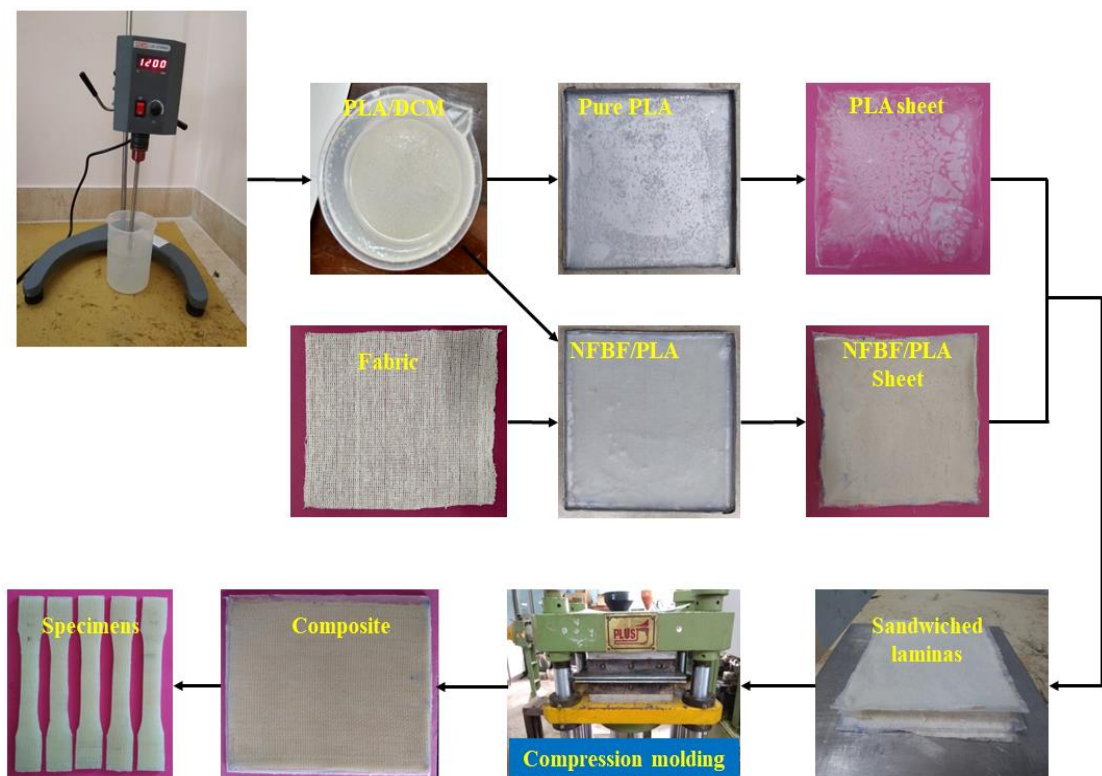 1200
PLA/DCM
Pure PLA
PLA sheet
Fabric
NFBF/PLA
NFBF/PLA
Sheet
Specimens
Composite
PLUS
Compression molding
Sandwiched
laminas